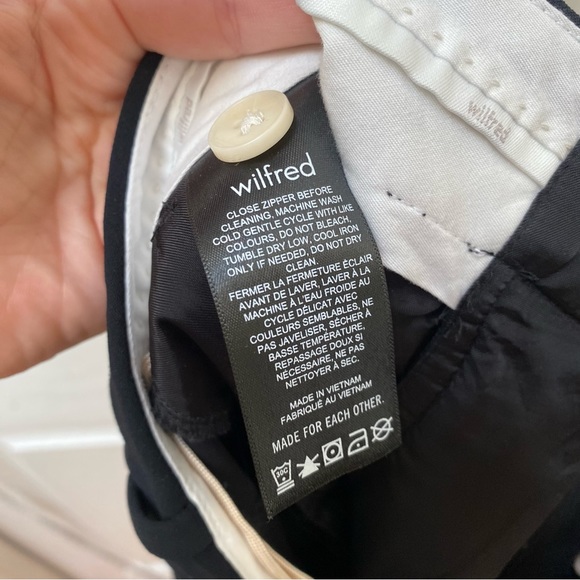 wilfred
wilfred
wilfred
CLOSE ZIPPER BEFORE
CLEANING, MACHINE WASH
COLD GENTLE CYCLE WITH LIKE
COLOURS, DO NOT BLEACH,
TUMBLE DRY LOW, COOL IRON
ONLY IF NEEDED, DO NOT DRY
CLEAN.
FERMER LA FERMETURE ÉCLAIR
AVANT DE LAVER, LAVER À LA
MACHINE À L'EAU FROIDE AU
CYCLE DÉLICAT AVEC
COULEURS SEMBLABLES, NE
PAS JAVELISER, SÉCHER À
BASSE TEMPÉRATURE,
REPASSAGE DOUX SI
NÉCESSAIRE, NE PAS
NETTOYER À SEC.
MADE IN VIETNAM
FABRIQUÉ AU VIETNAM
MADE FOR EACH OTHER.
30C